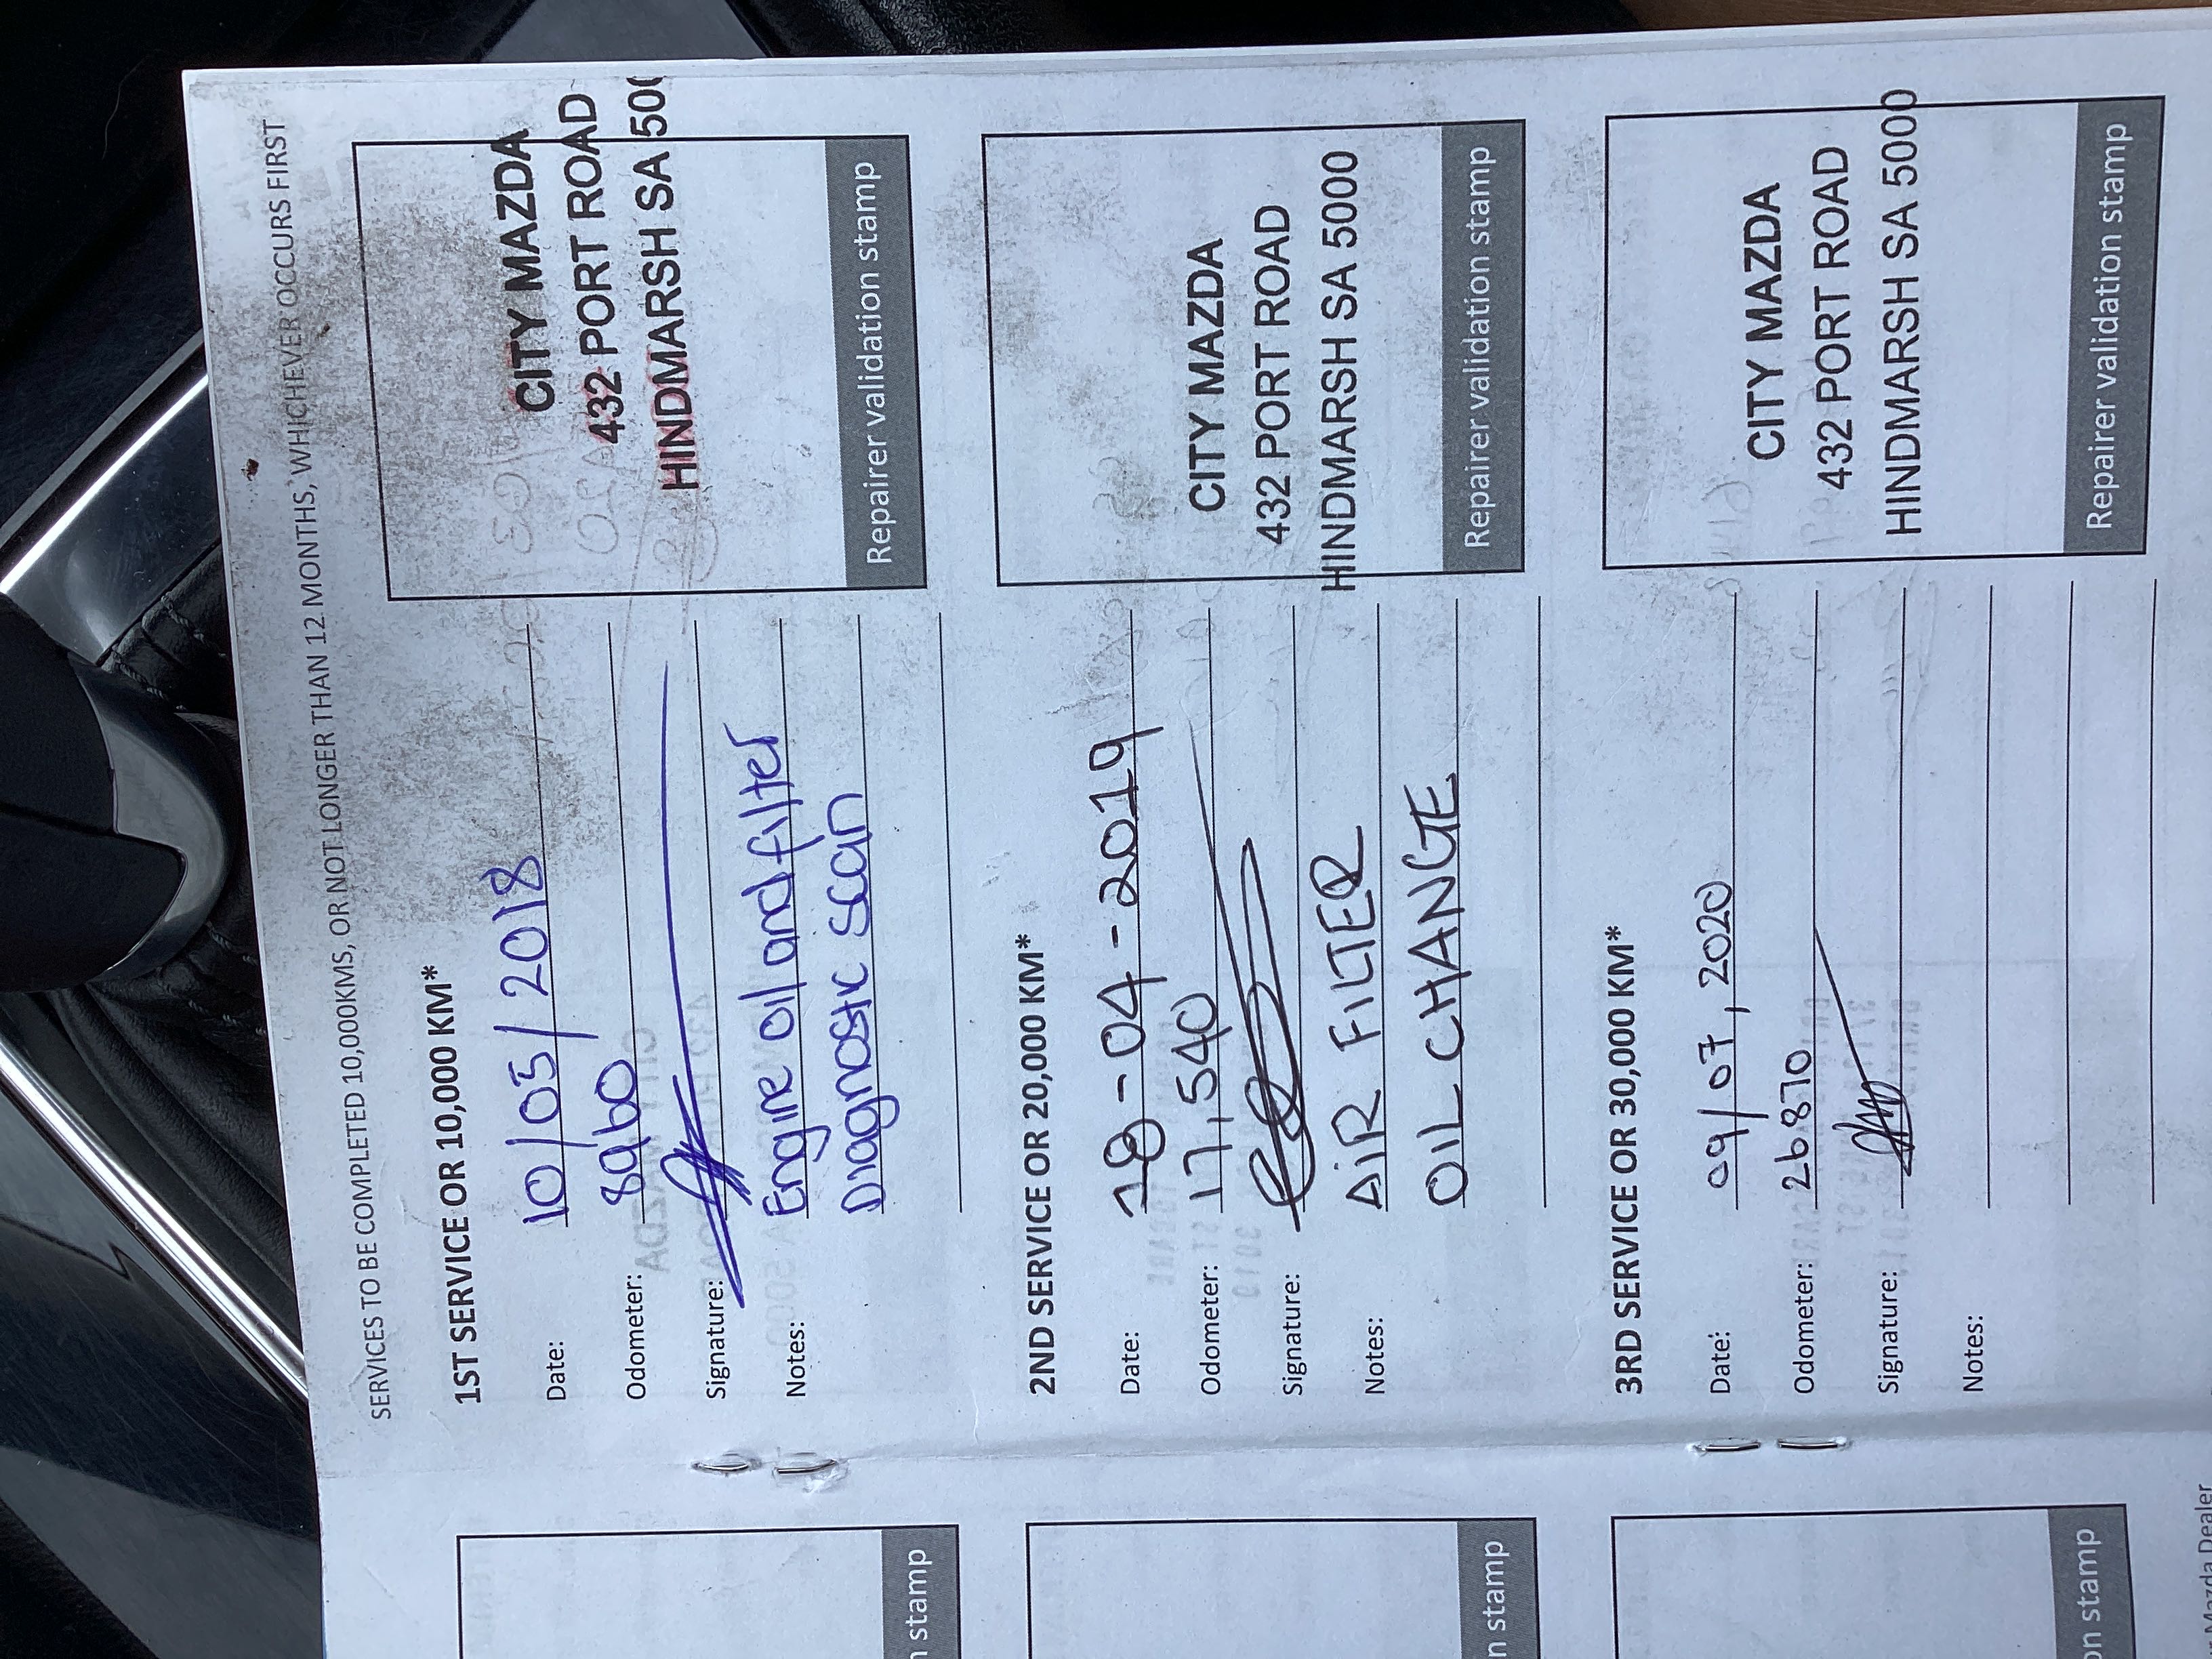 SERVICES TO BE COMPLETED 10,000KMS, OR NOT LONGER THAN 12 MONTHS, WHICHEVER OCCURS FIRST
1ST SERVICE OR 10,000 KM*
Date: 10/03/2018
Odometer: 8960
Signature:
Notes: Engine oil and filter
Diagnostic scan
CITY MAZDA
432 PORT ROAD
HINDMARSH SA 500
Repairer validation stamp
2ND SERVICE OR 20,000 KM*
Date: 18-04-2019
Odometer: 17,540
Signature:
Notes: AiR FILTER
OIL CHANGE
CITY MAZDA
432 PORT ROAD
HINDMARSH SA 5000
Repairer validation stamp
3RD SERVICE OR 30,000 KM*
Date: 09/07,2020
Odometer: 26870
Signature:
Notes:
CITY MAZDA
432 PORT ROAD
HINDMARSH SA 5000
Repairer validation stamp
n stamp
n stamp
on stamp
Mazda Dealer